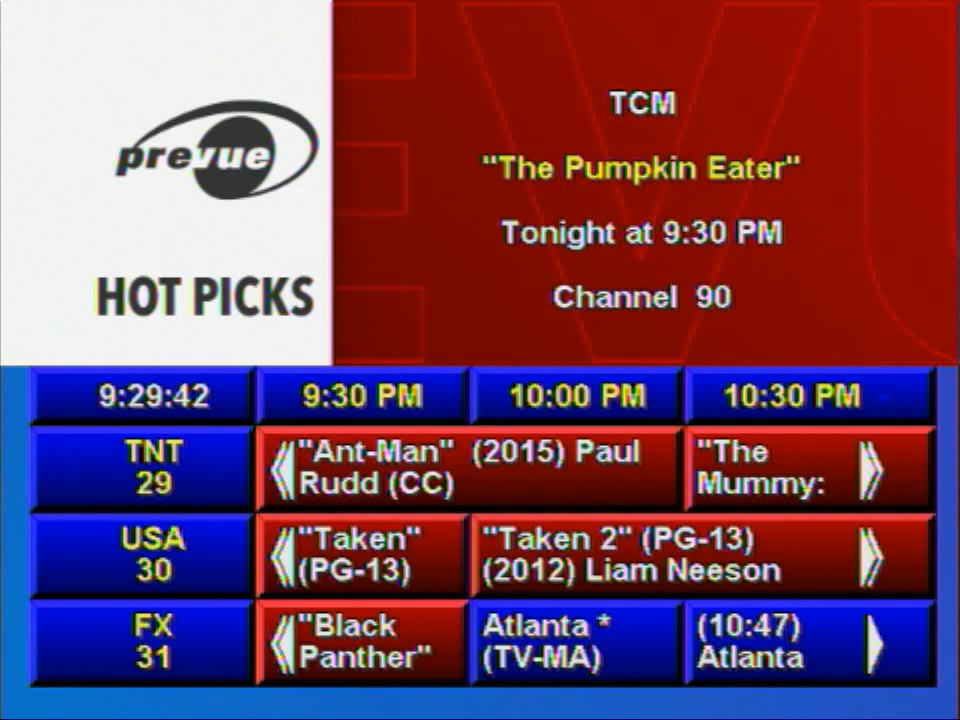 prevue
HOT PICKS
TCM
"The Pumpkin Eater"
Tonight at 9:30 PM
Channel 90
9:29:42
9:30 PM
10:00 PM
10:30 PM
TNT
29
"Ant-Man" (2015) Paul
Rudd (CC)
"The
Mummy:
USA
30
"Taken"
(PG-13)
"Taken 2" (PG-13)
(2012) Liam Neeson
FX
31
"Black
Panther"
Atlanta *
(TV-MA)
(10:47)
Atlanta